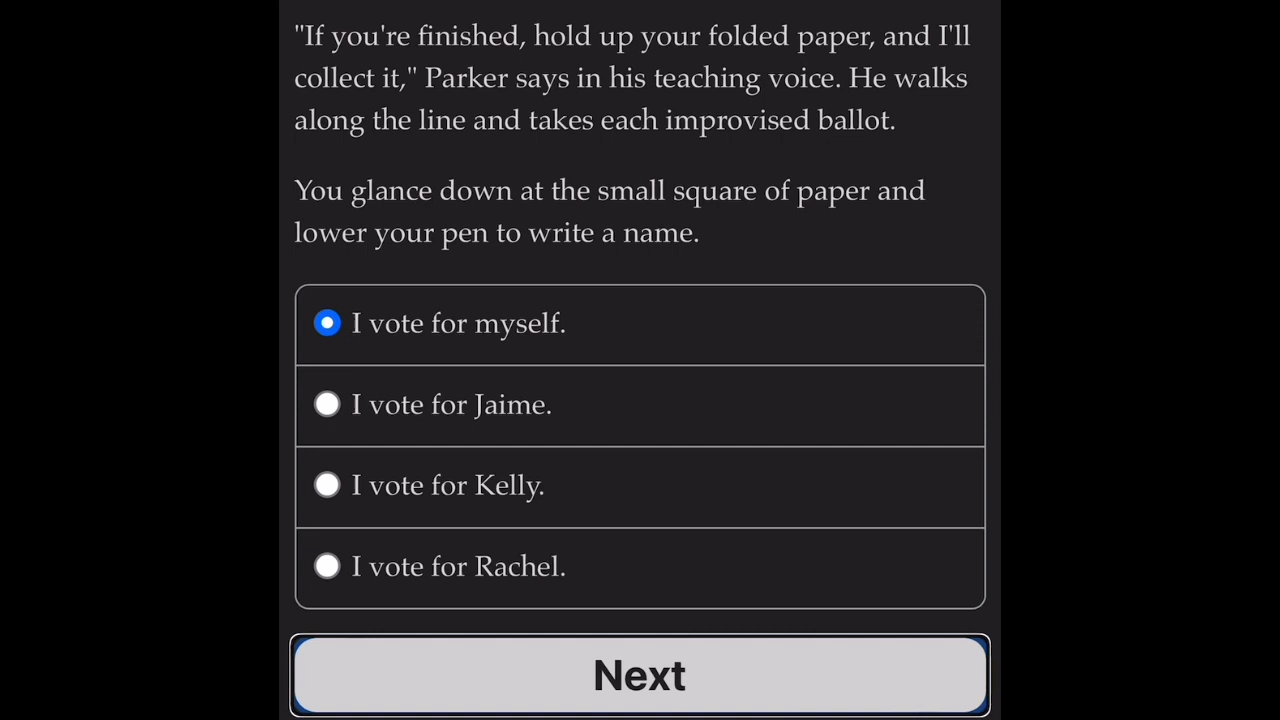 "If you're finished, hold up your folded paper, and I'll
collect it," Parker says in his teaching voice. He walks
along the line and takes each improvised ballot.
You glance down at the small square of paper and
lower your pen to write a name.
I vote for myself.
I vote for Jaime.
I vote for Kelly.
I vote for Rachel.
Next